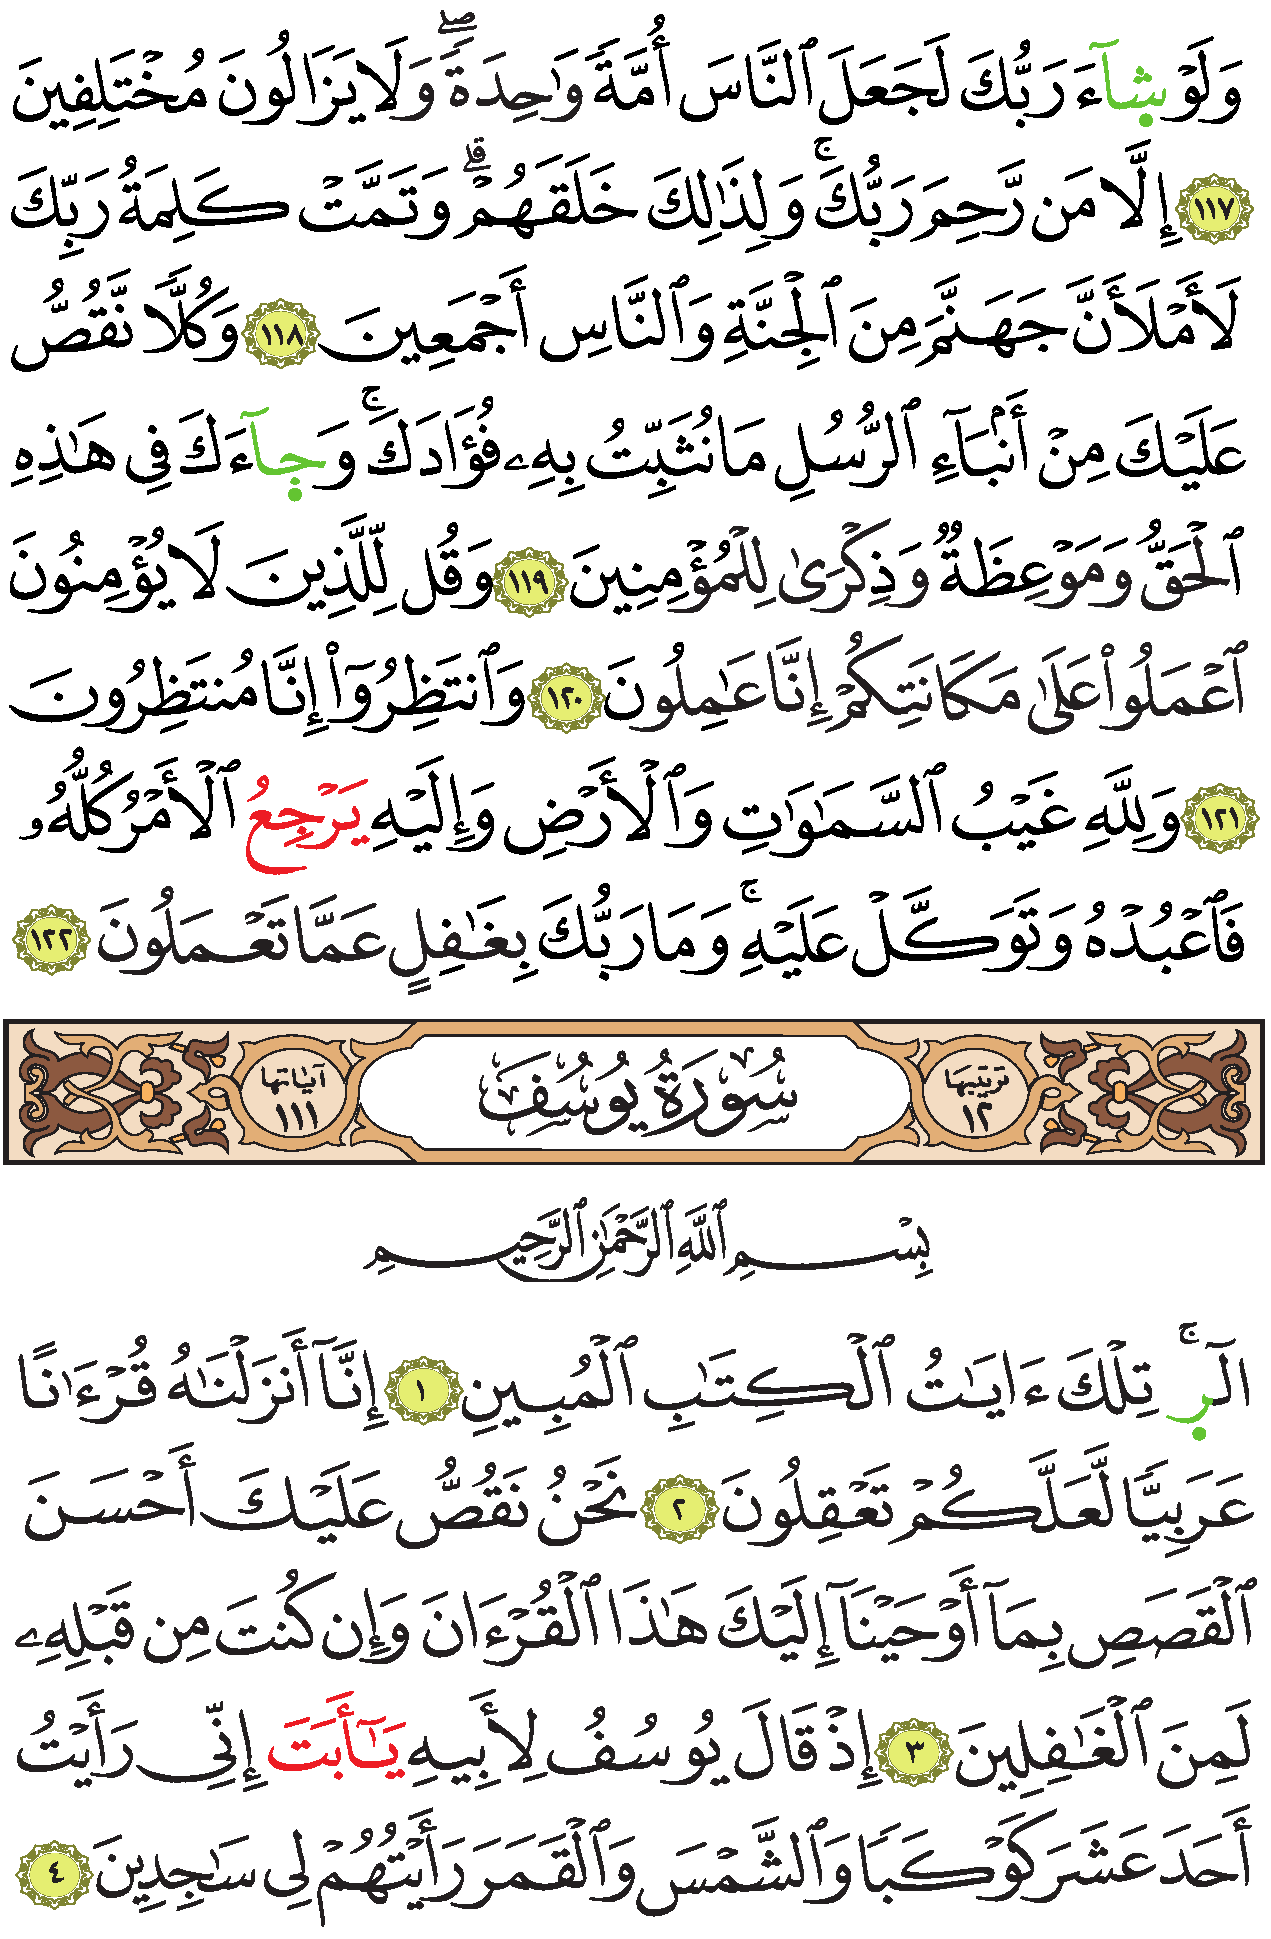 وَلَوۡ شَآءَ رَبُّكَ لَجَعَلَ ٱلنَّاسَ أُمَّةٗ وَٰحِدَةٗۖ وَلَا يَزَالُونَ مُخۡتَلِفِينَ
١١٧ إِلَّا مَن رَّحِمَ رَبُّكَۚ وَلِذَٰلِكَ خَلَقَهُمۡۗ وَتَمَّتۡ كَلِمَةُ رَبِّكَ
لَأَمۡلَأَنَّ جَهَنَّمَ مِنَ ٱلۡجِنَّةِ وَٱلنَّاسِ أَجۡمَعِينَ ١١٨ وَكُلّٗا نَّقُصُّ
عَلَيۡكَ مِنۡ أَنۢبَآءِ ٱلرُّسُلِ مَا نُثَبِّتُ بِهِۦ فُؤَادَكَۚ وَجَآءَكَ فِي هَٰذِهِ
ٱلۡحَقُّ وَمَوۡعِظَةٞ وَذِكۡرَىٰ لِلۡمُؤۡمِنِينَ ١١٩ وَقُل لِّلَّذِينَ لَا يُؤۡمِنُونَ
ٱعۡمَلُواْ عَلَىٰ مَكَانَتِكُمۡ إِنَّا عَٰمِلُونَ ١٢٠ وَٱنتَظِرُوٓاْ إِنَّا مُنتَظِرُونَ
١٢١ وَلِلَّهِ غَيۡبُ ٱلسَّمَٰوَٰتِ وَٱلۡأَرۡضِ وَإِلَيۡهِ يَرۡجِعُ ٱلۡأَمۡرُ كُلُّهُۥ
فَٱعۡبُدۡهُ وَتَوَكَّلۡ عَلَيۡهِۚ وَمَا رَبُّكَ بِغَٰفِلٍ عَمَّا تَعۡمَلُونَ ١٢٢
ترتيبها ١٢ سُورَةُ يُوسُفَ آياتها ١١١
بِسۡمِ ٱللَّهِ ٱلرَّحۡمَٰنِ ٱلرَّحِيمِ
الٓرۚ تِلۡكَ ءَايَٰتُ ٱلۡكِتَٰبِ ٱلۡمُبِينِ ١ إِنَّآ أَنزَلۡنَٰهُ قُرۡءَٰنًا
عَرَبِيّٗا لَّعَلَّكُمۡ تَعۡقِلُونَ ٢ نَحۡنُ نَقُصُّ عَلَيۡكَ أَحۡسَنَ
ٱلۡقَصَصِ بِمَآ أَوۡحَيۡنَآ إِلَيۡكَ هَٰذَا ٱلۡقُرۡءَانَ وَإِن كُنتَ مِن قَبۡلِهِۦ
لَمِنَ ٱلۡغَٰفِلِينَ ٣ إِذۡ قَالَ يُوسُفُ لِأَبِيهِ يَٰٓأَبَتَ إِنِّي رَأَيۡتُ
أَحَدَ عَشَرَ كَوۡكَبٗا وَٱلشَّمۡسَ وَٱلۡقَمَرَ رَأَيۡتُهُمۡ لِي سَٰجِدِينَ ٤